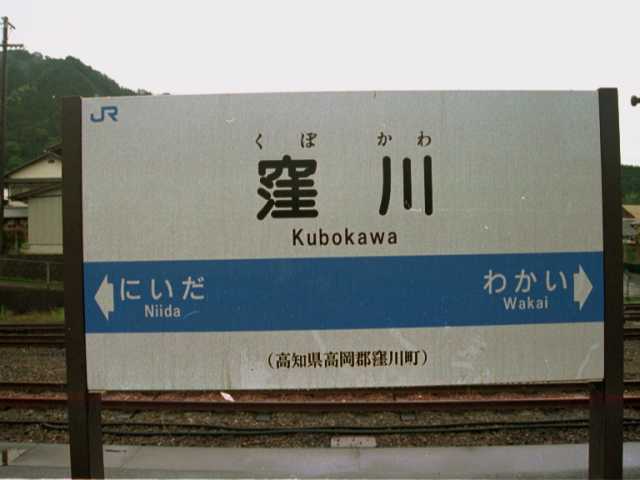 JR
くぼかわ
窪川
Kubokawa
にいだ
Niida
わかい
Wakai
（高知県高岡郡窪川町）